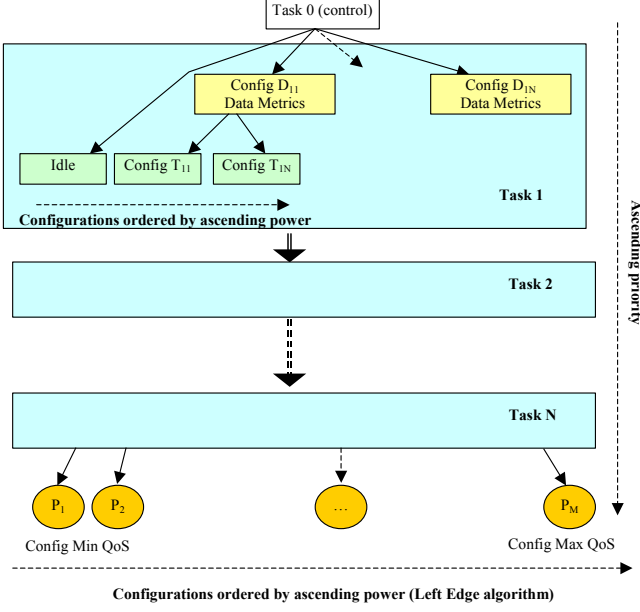 Task 0 (control)
Config D₁₁
Data Metrics
Config D₁N
Data Metrics
Idle
Config T₁₁
Config T₁N
Task 1
Configurations ordered by ascending power
Task 2
Ascending priority
Task N
P₁
P₂
…
P_M
Config Min QoS
Config Max QoS
Configurations ordered by ascending power (Left Edge algorithm)